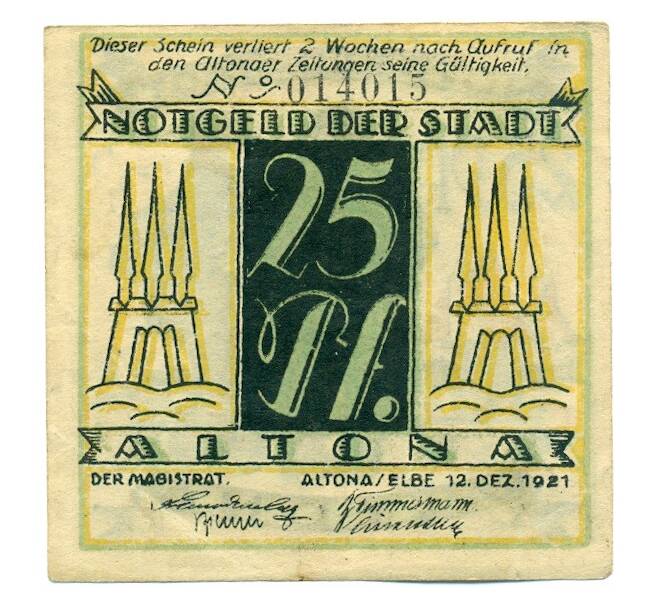 Dieser Schein verliert 2 Wochen nach Aufruf in
den Altonaer Zeitungen seine Gültigkeit.
No. 014015
NOTGELD DER STADT
25
Pf.
ALTONA
DER MAGISTRAT. ALTONA/ELBE 12. DEZ. 1921